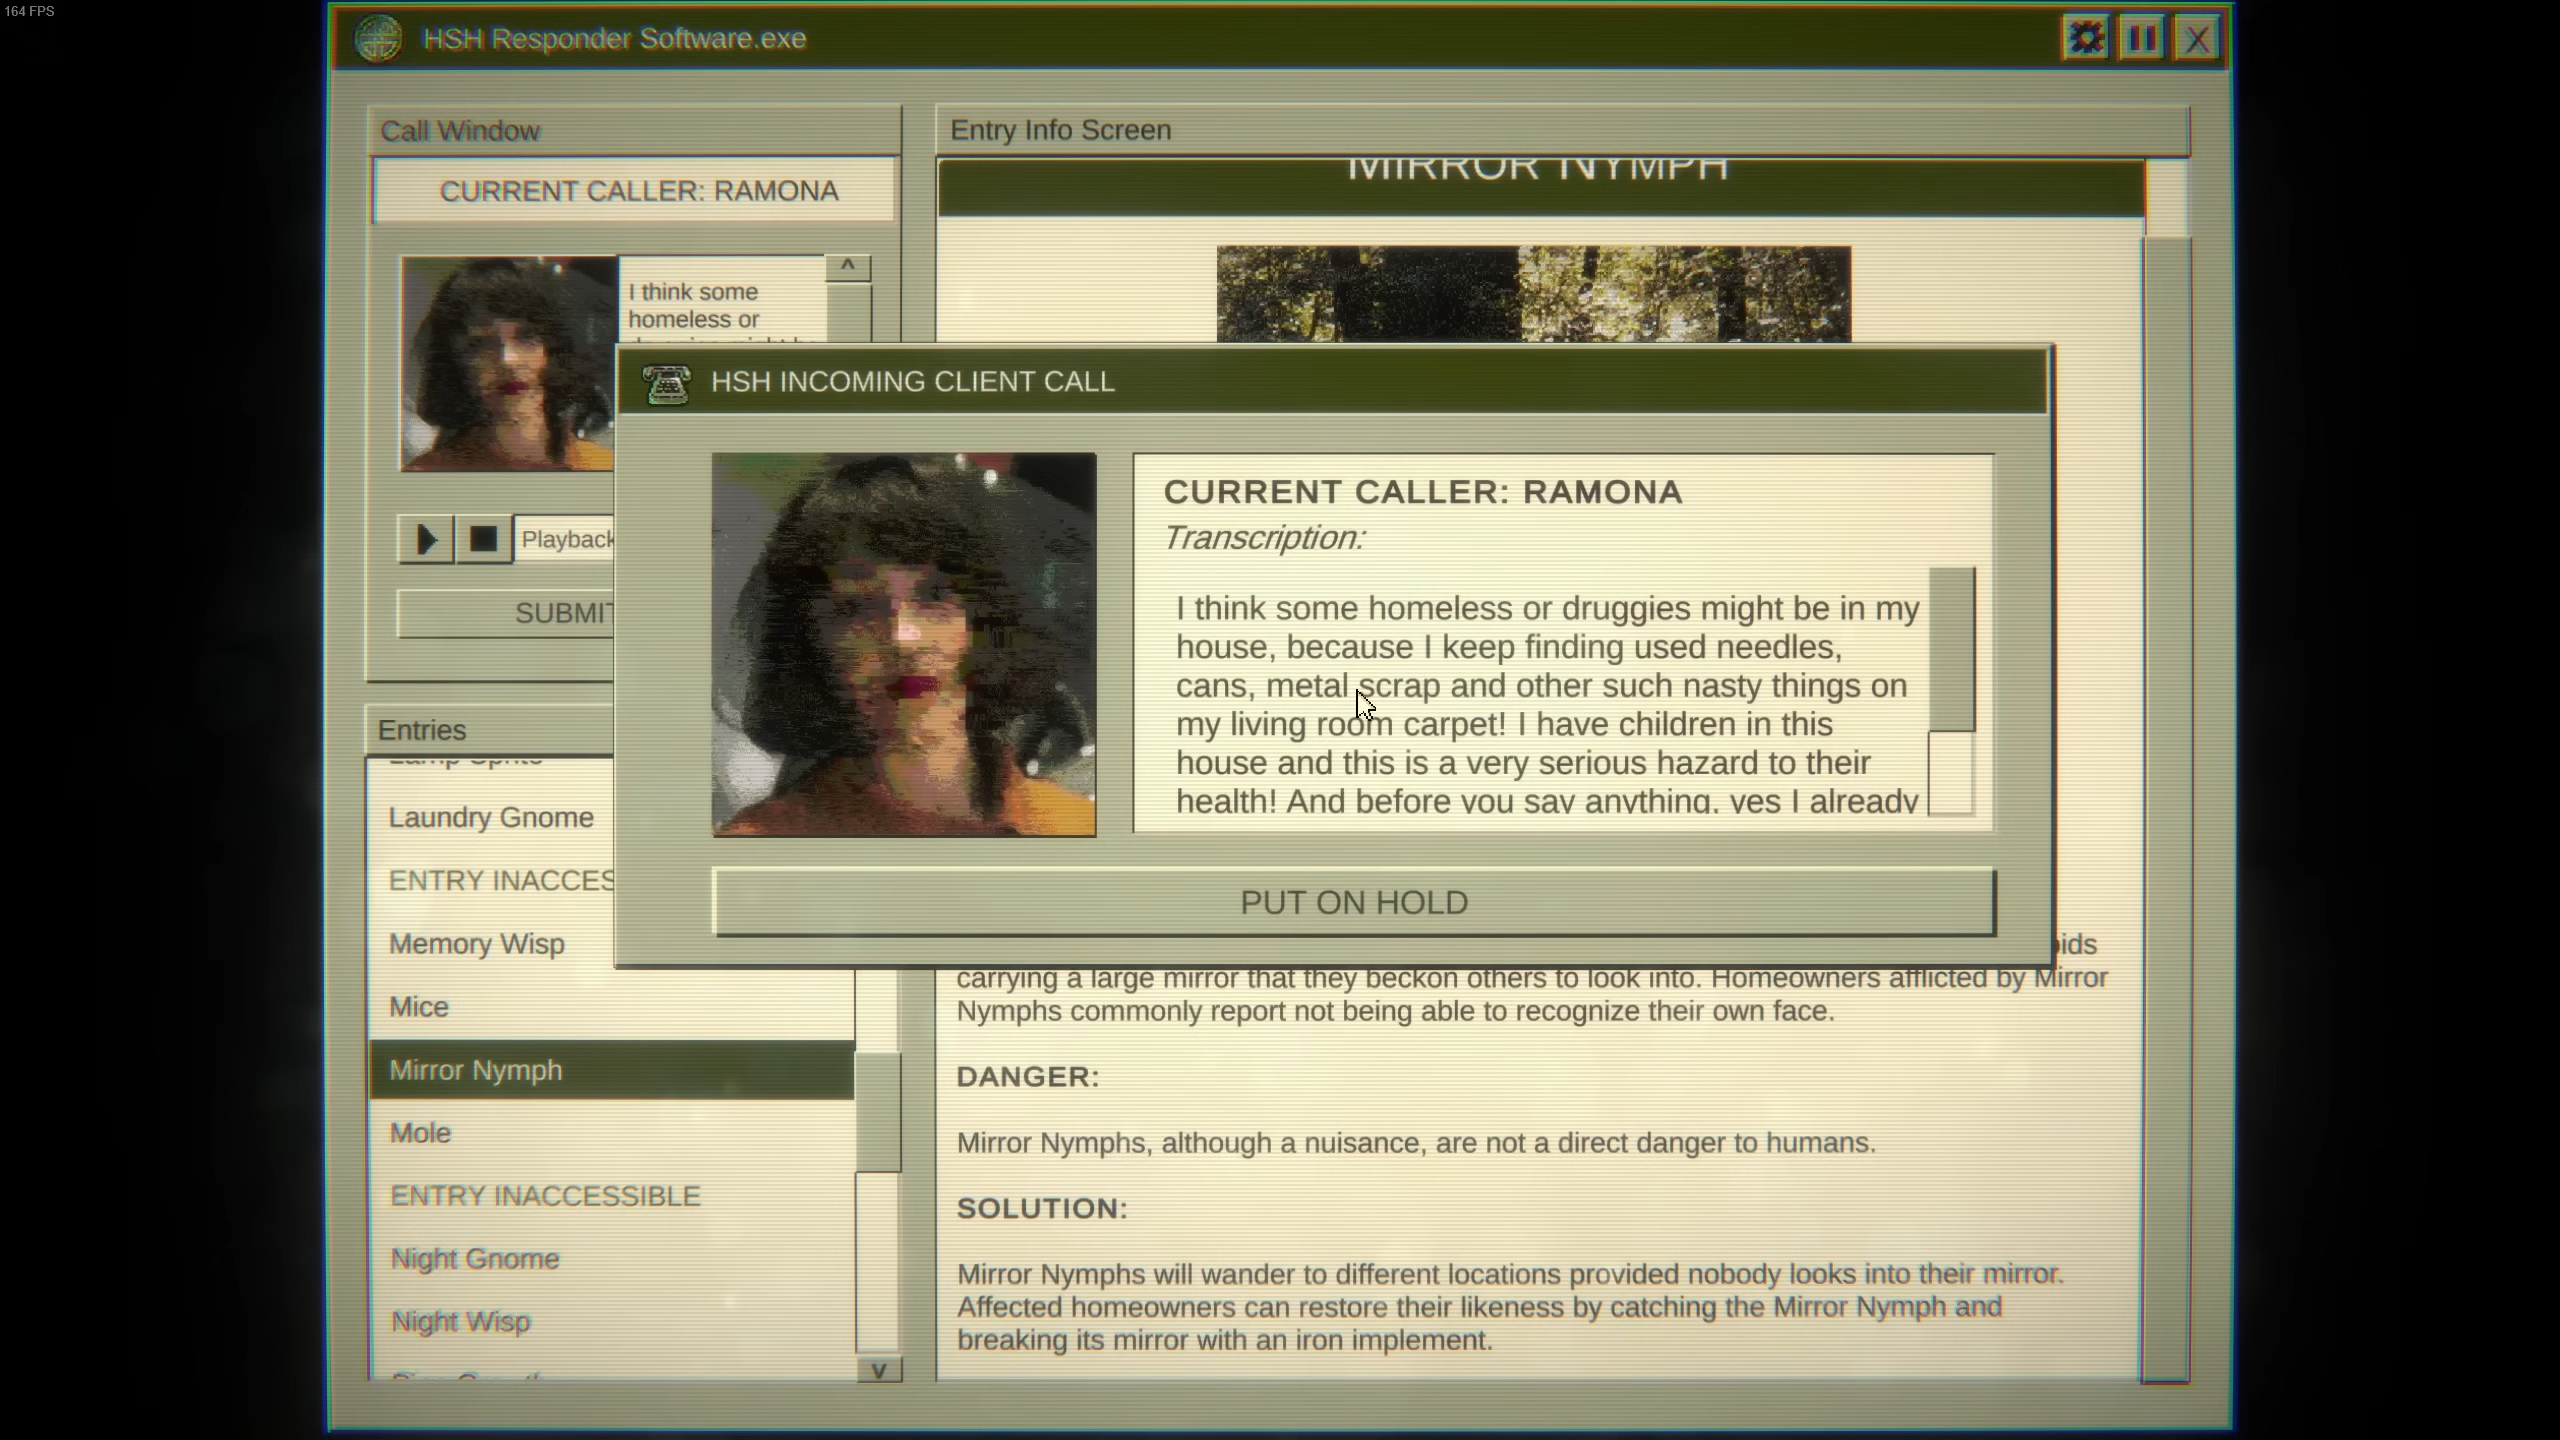 164 FPS
HSH Responder Software.exe
X
Call Window
CURRENT CALLER: RAMONA
I think some
homeless or
Playback
SUBMIT
Entries
Lamp Sprite
Laundry Gnome
ENTRY INACCES
Memory Wisp
Mice
Mirror Nymph
Mole
ENTRY INACCESSIBLE
Night Gnome
Night Wisp
Entry Info Screen
MIRROR NYMPH
HSH INCOMING CLIENT CALL
CURRENT CALLER: RAMONA
Transcription:
I think some homeless or druggies might be in my
house, because I keep finding used needles,
cans, metal scrap and other such nasty things on
my living room carpet! I have children in this
house and this is a very serious hazard to their
health! And before you say anything, yes I already
PUT ON HOLD
carrying a large mirror that they beckon others to look into. Homeowners afflicted by Mirror
Nymphs commonly report not being able to recognize their own face.
DANGER:
Mirror Nymphs, although a nuisance, are not a direct danger to humans.
SOLUTION:
Mirror Nymphs will wander to different locations provided nobody looks into their mirror.
Affected homeowners can restore their likeness by catching the Mirror Nymph and
breaking its mirror with an iron implement.